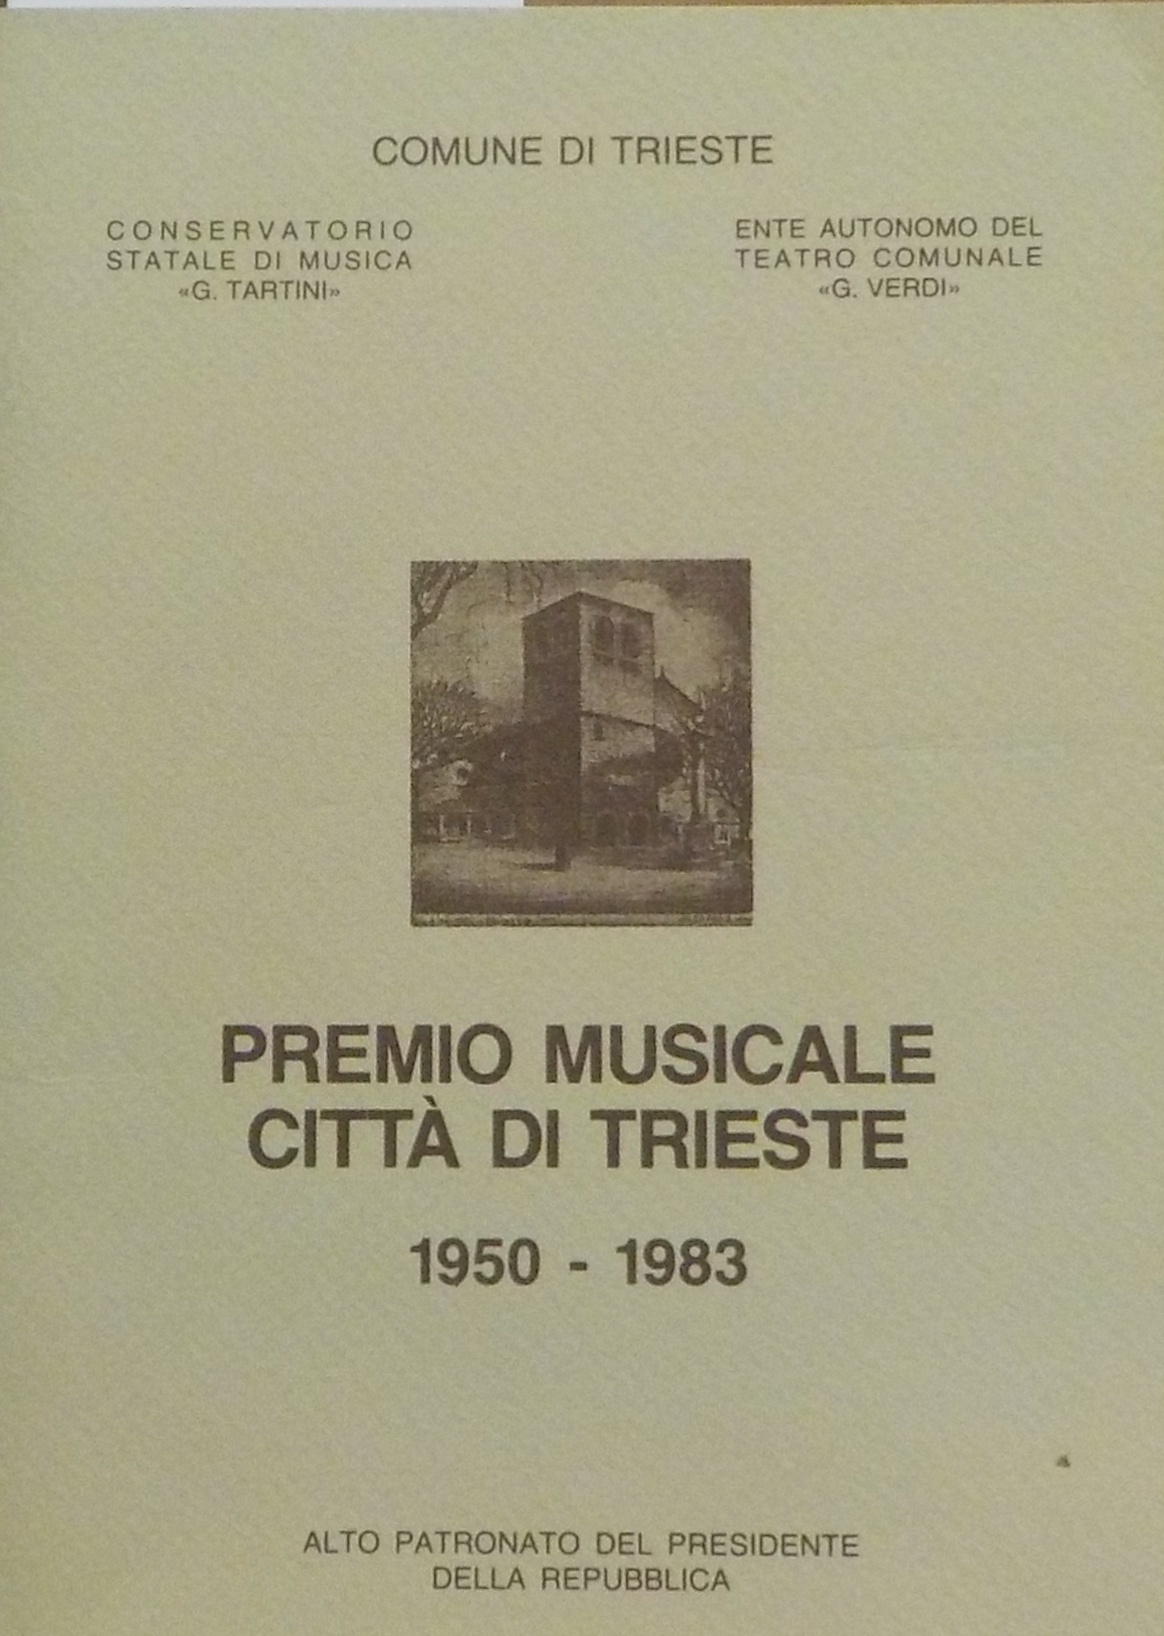 COMUNE DI TRIESTE
CONSERVATORIO
STATALE DI MUSICA
«G. TARTINI»
ENTE AUTONOMO DEL
TEATRO COMUNALE
«G. VERDI»
PREMIO MUSICALE
CITTÀ DI TRIESTE
1950 - 1983
ALTO PATRONATO DEL PRESIDENTE
DELLA REPUBBLICA